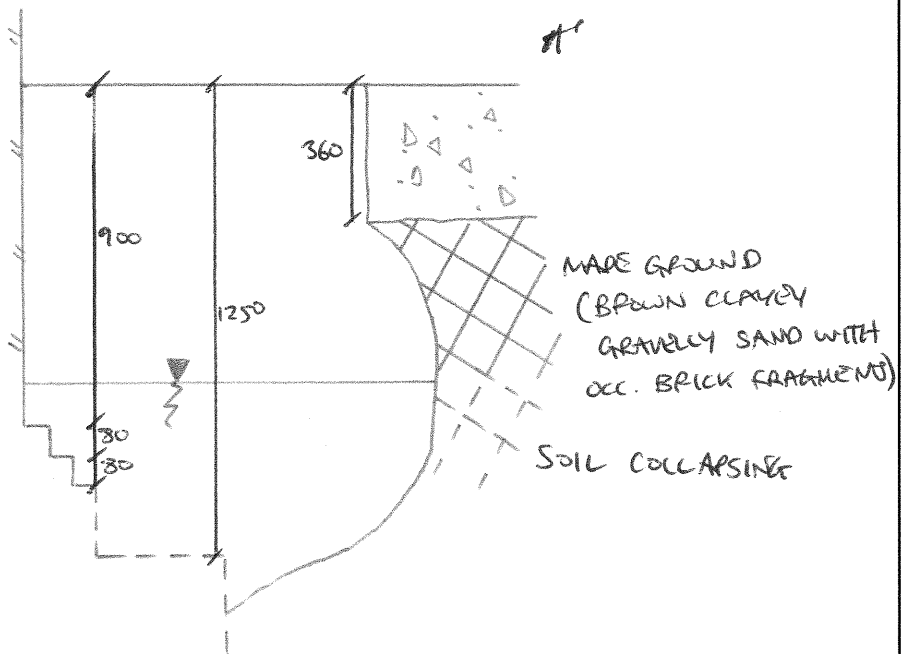 A'
360
900
1250
80
80
MADE GROUND
(BROWN CLAYEY
GRAVELLY SAND WITH
OCC. BRICK FRAGMENTS)
SOIL COLLAPSING